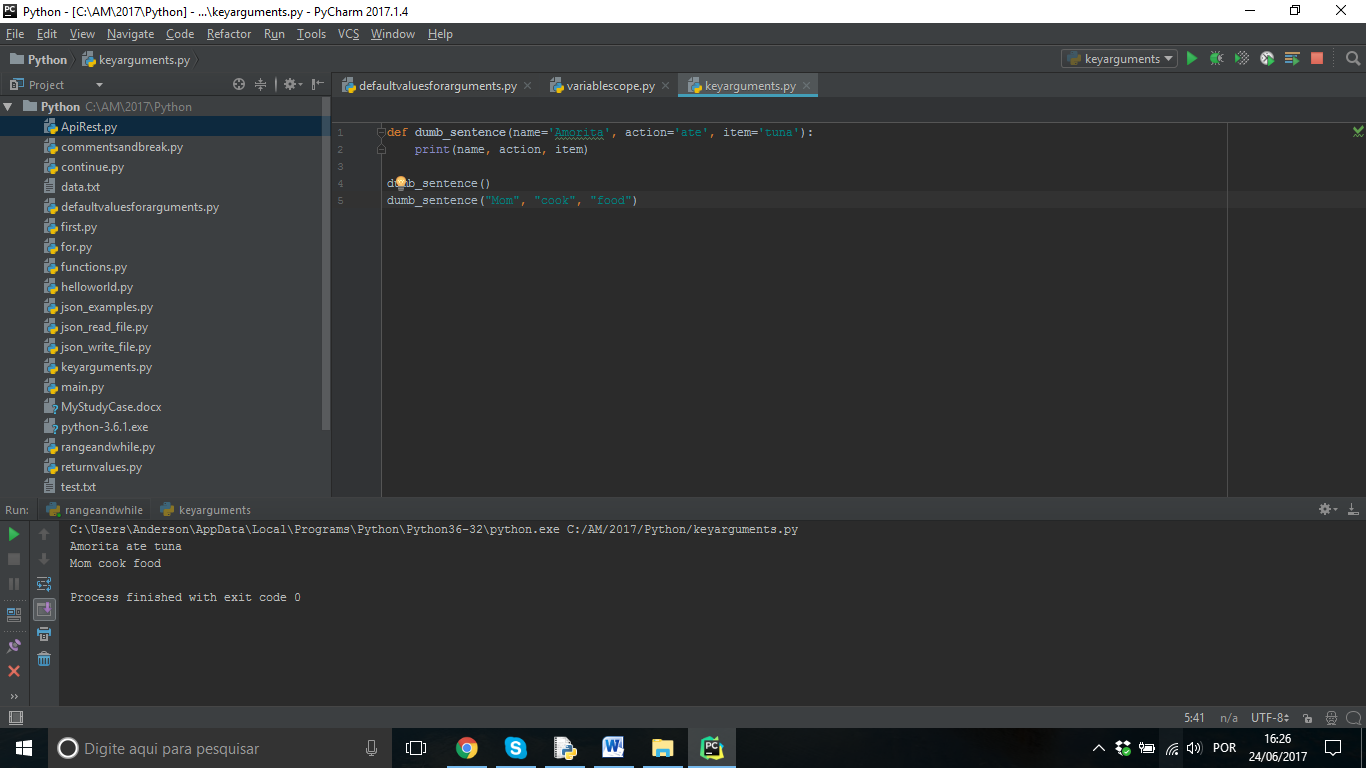 Python - [C:\AM\2017\Python] - ...\keyarguments.py - PyCharm 2017.1.4
File Edit View Navigate Code Refactor Run Tools VCS Window Help
Python keyarguments.py keyarguments
Project defaultvaluesforarguments.py variablescope.py keyarguments.py
Python C:\AM\2017\Python
ApiRest.py
commentsandbreak.py
continue.py
data.txt
defaultvaluesforarguments.py
first.py
for.py
functions.py
helloworld.py
json_examples.py
json_read_file.py
json_write_file.py
keyarguments.py
main.py
MyStudyCase.docx
python-3.6.1.exe
rangeandwhile.py
returnvalues.py
test.txt
1 def dumb_sentence(name='Amorita', action='ate', item='tuna'):
2 print(name, action, item)
3
4 dumb_sentence()
5 dumb_sentence("Mom", "cook", "food")
Run: rangeandwhile keyarguments
C:\Users\Anderson\AppData\Local\Programs\Python\Python36-32\python.exe C:/AM/2017/Python/keyarguments.py
Amorita ate tuna
Mom cook food
Process finished with exit code 0
5:41 n/a UTF-8
Digite aqui para pesquisar
POR
16:26
24/06/2017